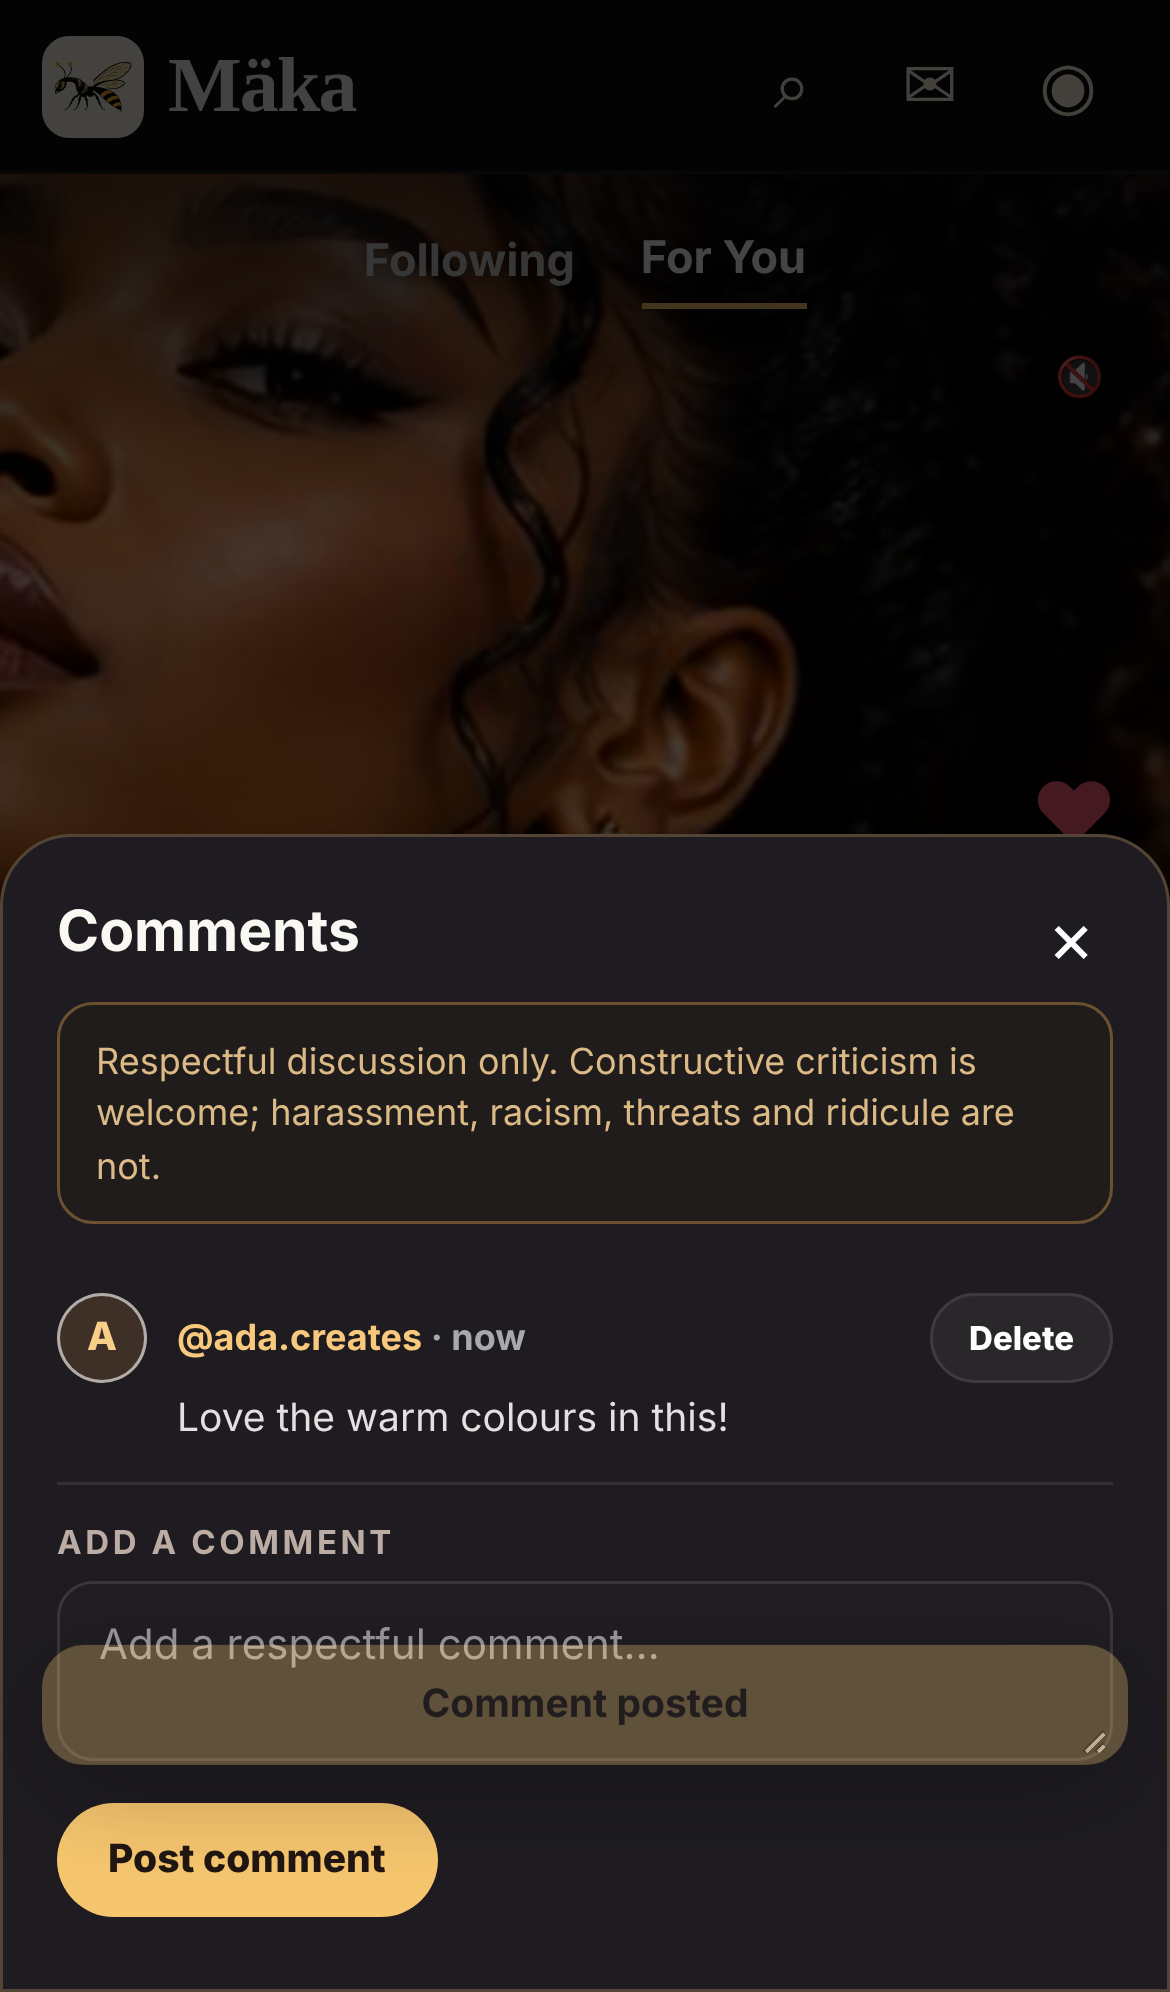 Mäka
Following
For You
Comments
Respectful discussion only. Constructive criticism is
welcome; harassment, racism, threats and ridicule are
not.
A
@ada.creates · now
Delete
Love the warm colours in this!
ADD A COMMENT
Add a respectful comment...
Comment posted
Post comment